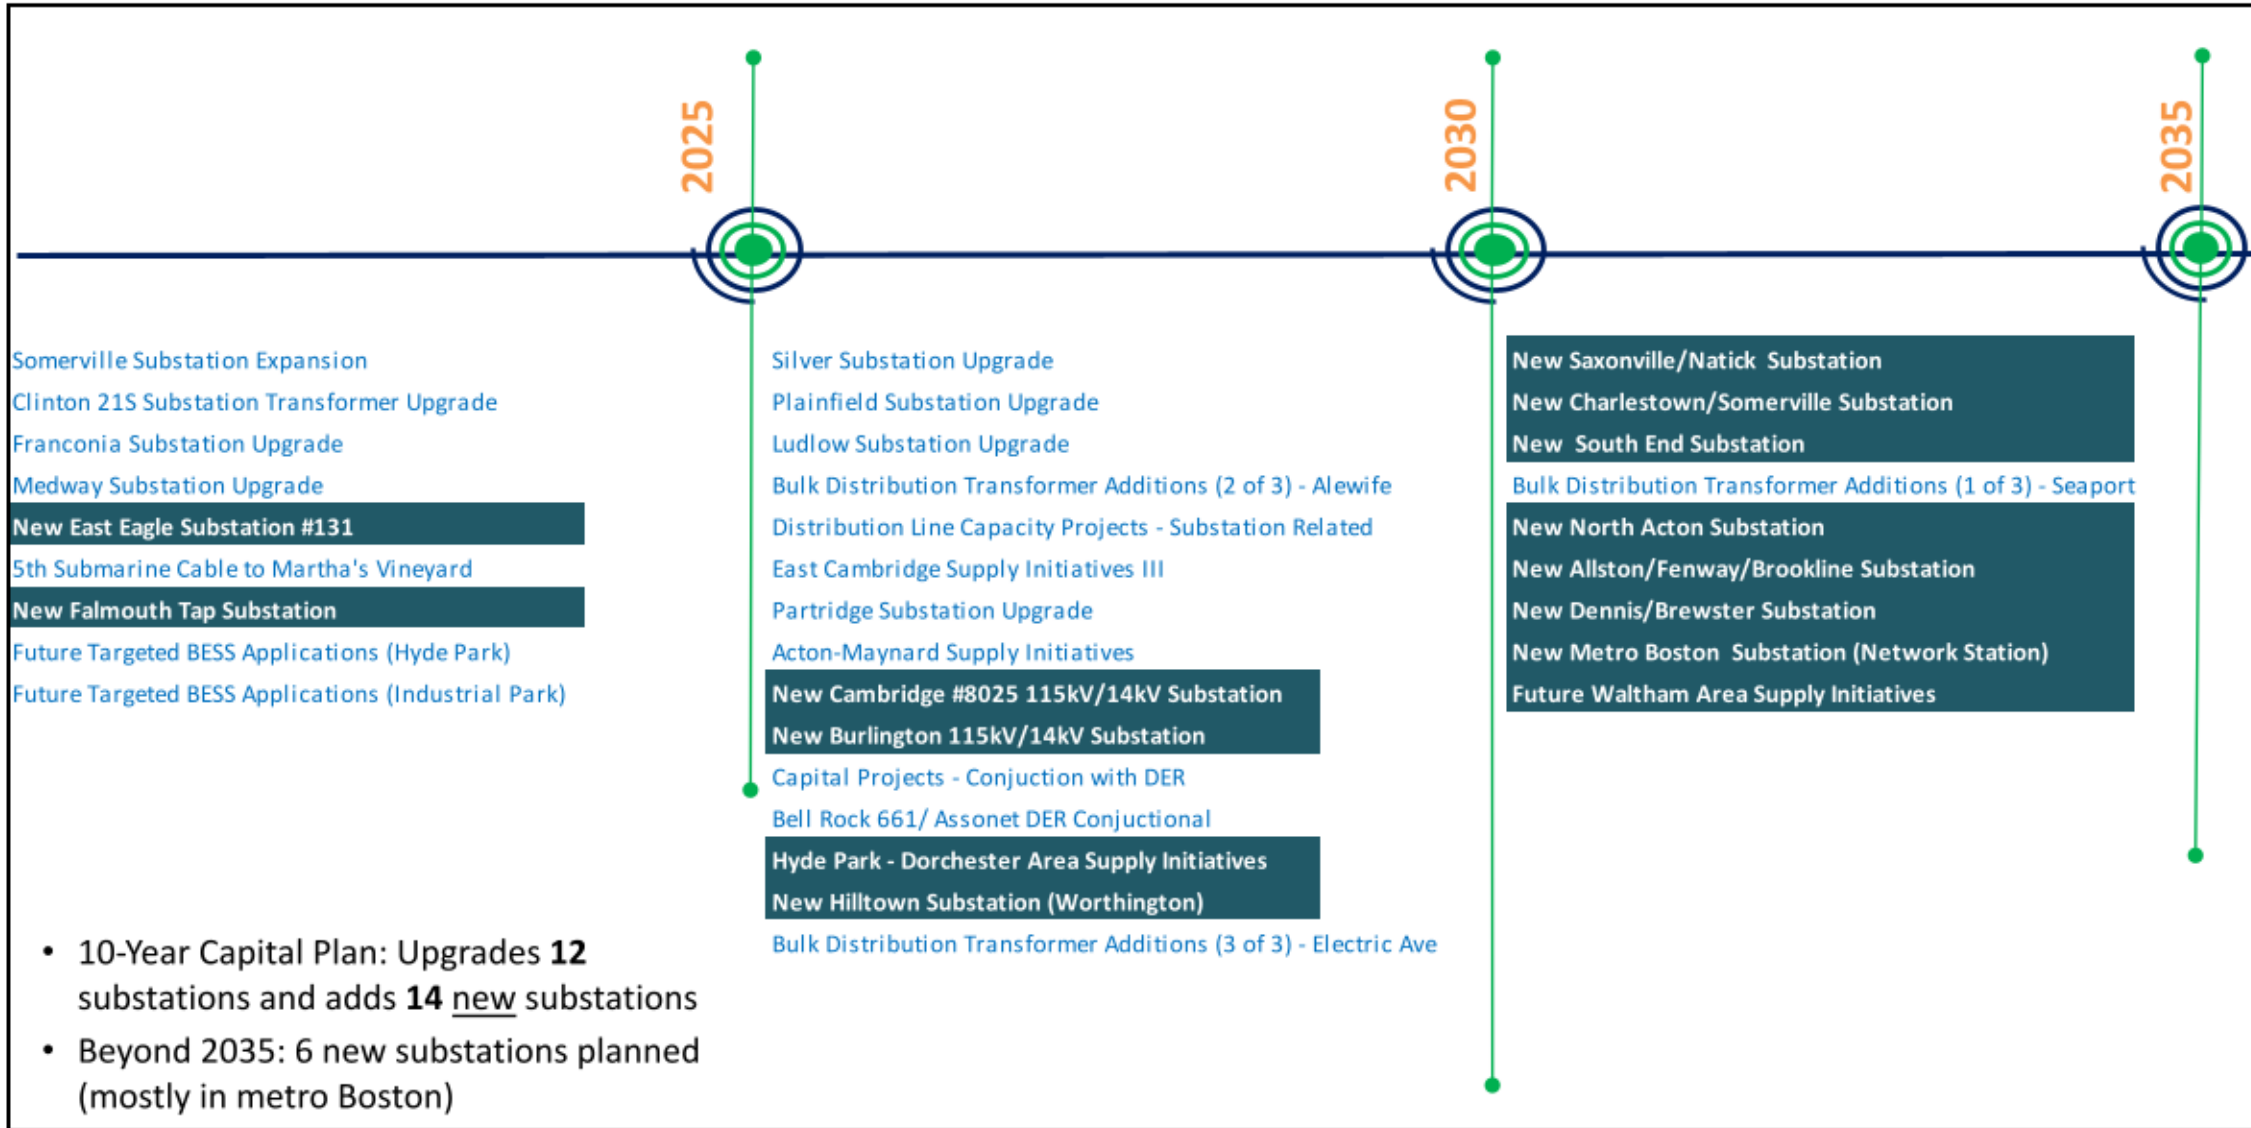 2025
2030
2035
Somerville Substation Expansion
Clinton 21S Substation Transformer Upgrade
Franconia Substation Upgrade
Medway Substation Upgrade
New East Eagle Substation #131
5th Submarine Cable to Martha's Vineyard
New Falmouth Tap Substation
Future Targeted BESS Applications (Hyde Park)
Future Targeted BESS Applications (Industrial Park)
Silver Substation Upgrade
Plainfield Substation Upgrade
Ludlow Substation Upgrade
Bulk Distribution Transformer Additions (2 of 3) - Alewife
Distribution Line Capacity Projects - Substation Related
East Cambridge Supply Initiatives III
Partridge Substation Upgrade
Acton-Maynard Supply Initiatives
New Cambridge #8025 115kV/14kV Substation
New Burlington 115kV/14kV Substation
Capital Projects - Conjuction with DER
Bell Rock 661/ Assonet DER Conjuctional
Hyde Park - Dorchester Area Supply Initiatives
New Hilltown Substation (Worthington)
Bulk Distribution Transformer Additions (3 of 3) - Electric Ave
New Saxonville/Natick Substation
New Charlestown/Somerville Substation
New South End Substation
Bulk Distribution Transformer Additions (1 of 3) - Seaport
New North Acton Substation
New Allston/Fenway/Brookline Substation
New Dennis/Brewster Substation
New Metro Boston Substation (Network Station)
Future Waltham Area Supply Initiatives
• 10-Year Capital Plan: Upgrades 12
substations and adds 14 new substations
• Beyond 2035: 6 new substations planned
(mostly in metro Boston)